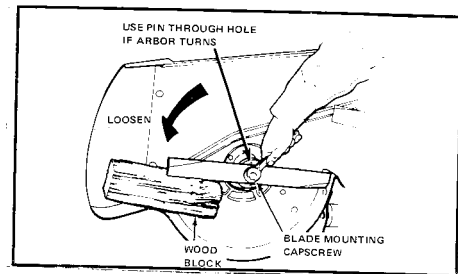 USE PIN THROUGH HOLE
IF ARBOR TURNS
LOOSEN
WOOD
BLOCK
BLADE MOUNTING
CAPSCREW